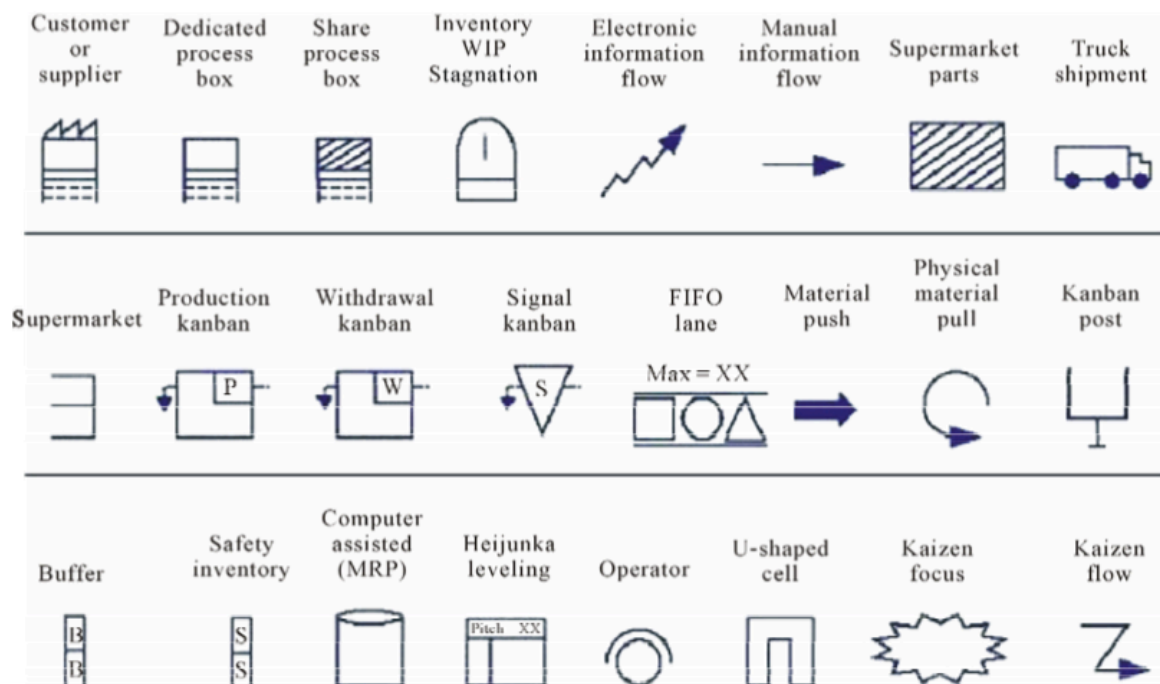 Customer
or
supplier
Dedicated
process
box
Share
process
box
Inventory
WIP
Stagnation
Electronic
information
flow
Manual
information
flow
Supermarket
parts
Truck
shipment
Supermarket
Production
kanban
P
Withdrawal
kanban
W
Signal
kanban
S
FIFO
lane
Max = XX
Material
push
Physical
material
pull
Kanban
post
Buffer
B
B
Safety
inventory
S
S
Computer
assisted
(MRP)
Heijunka
leveling
Pitch XX
Operator
U-shaped
cell
Kaizen
focus
Kaizen
flow